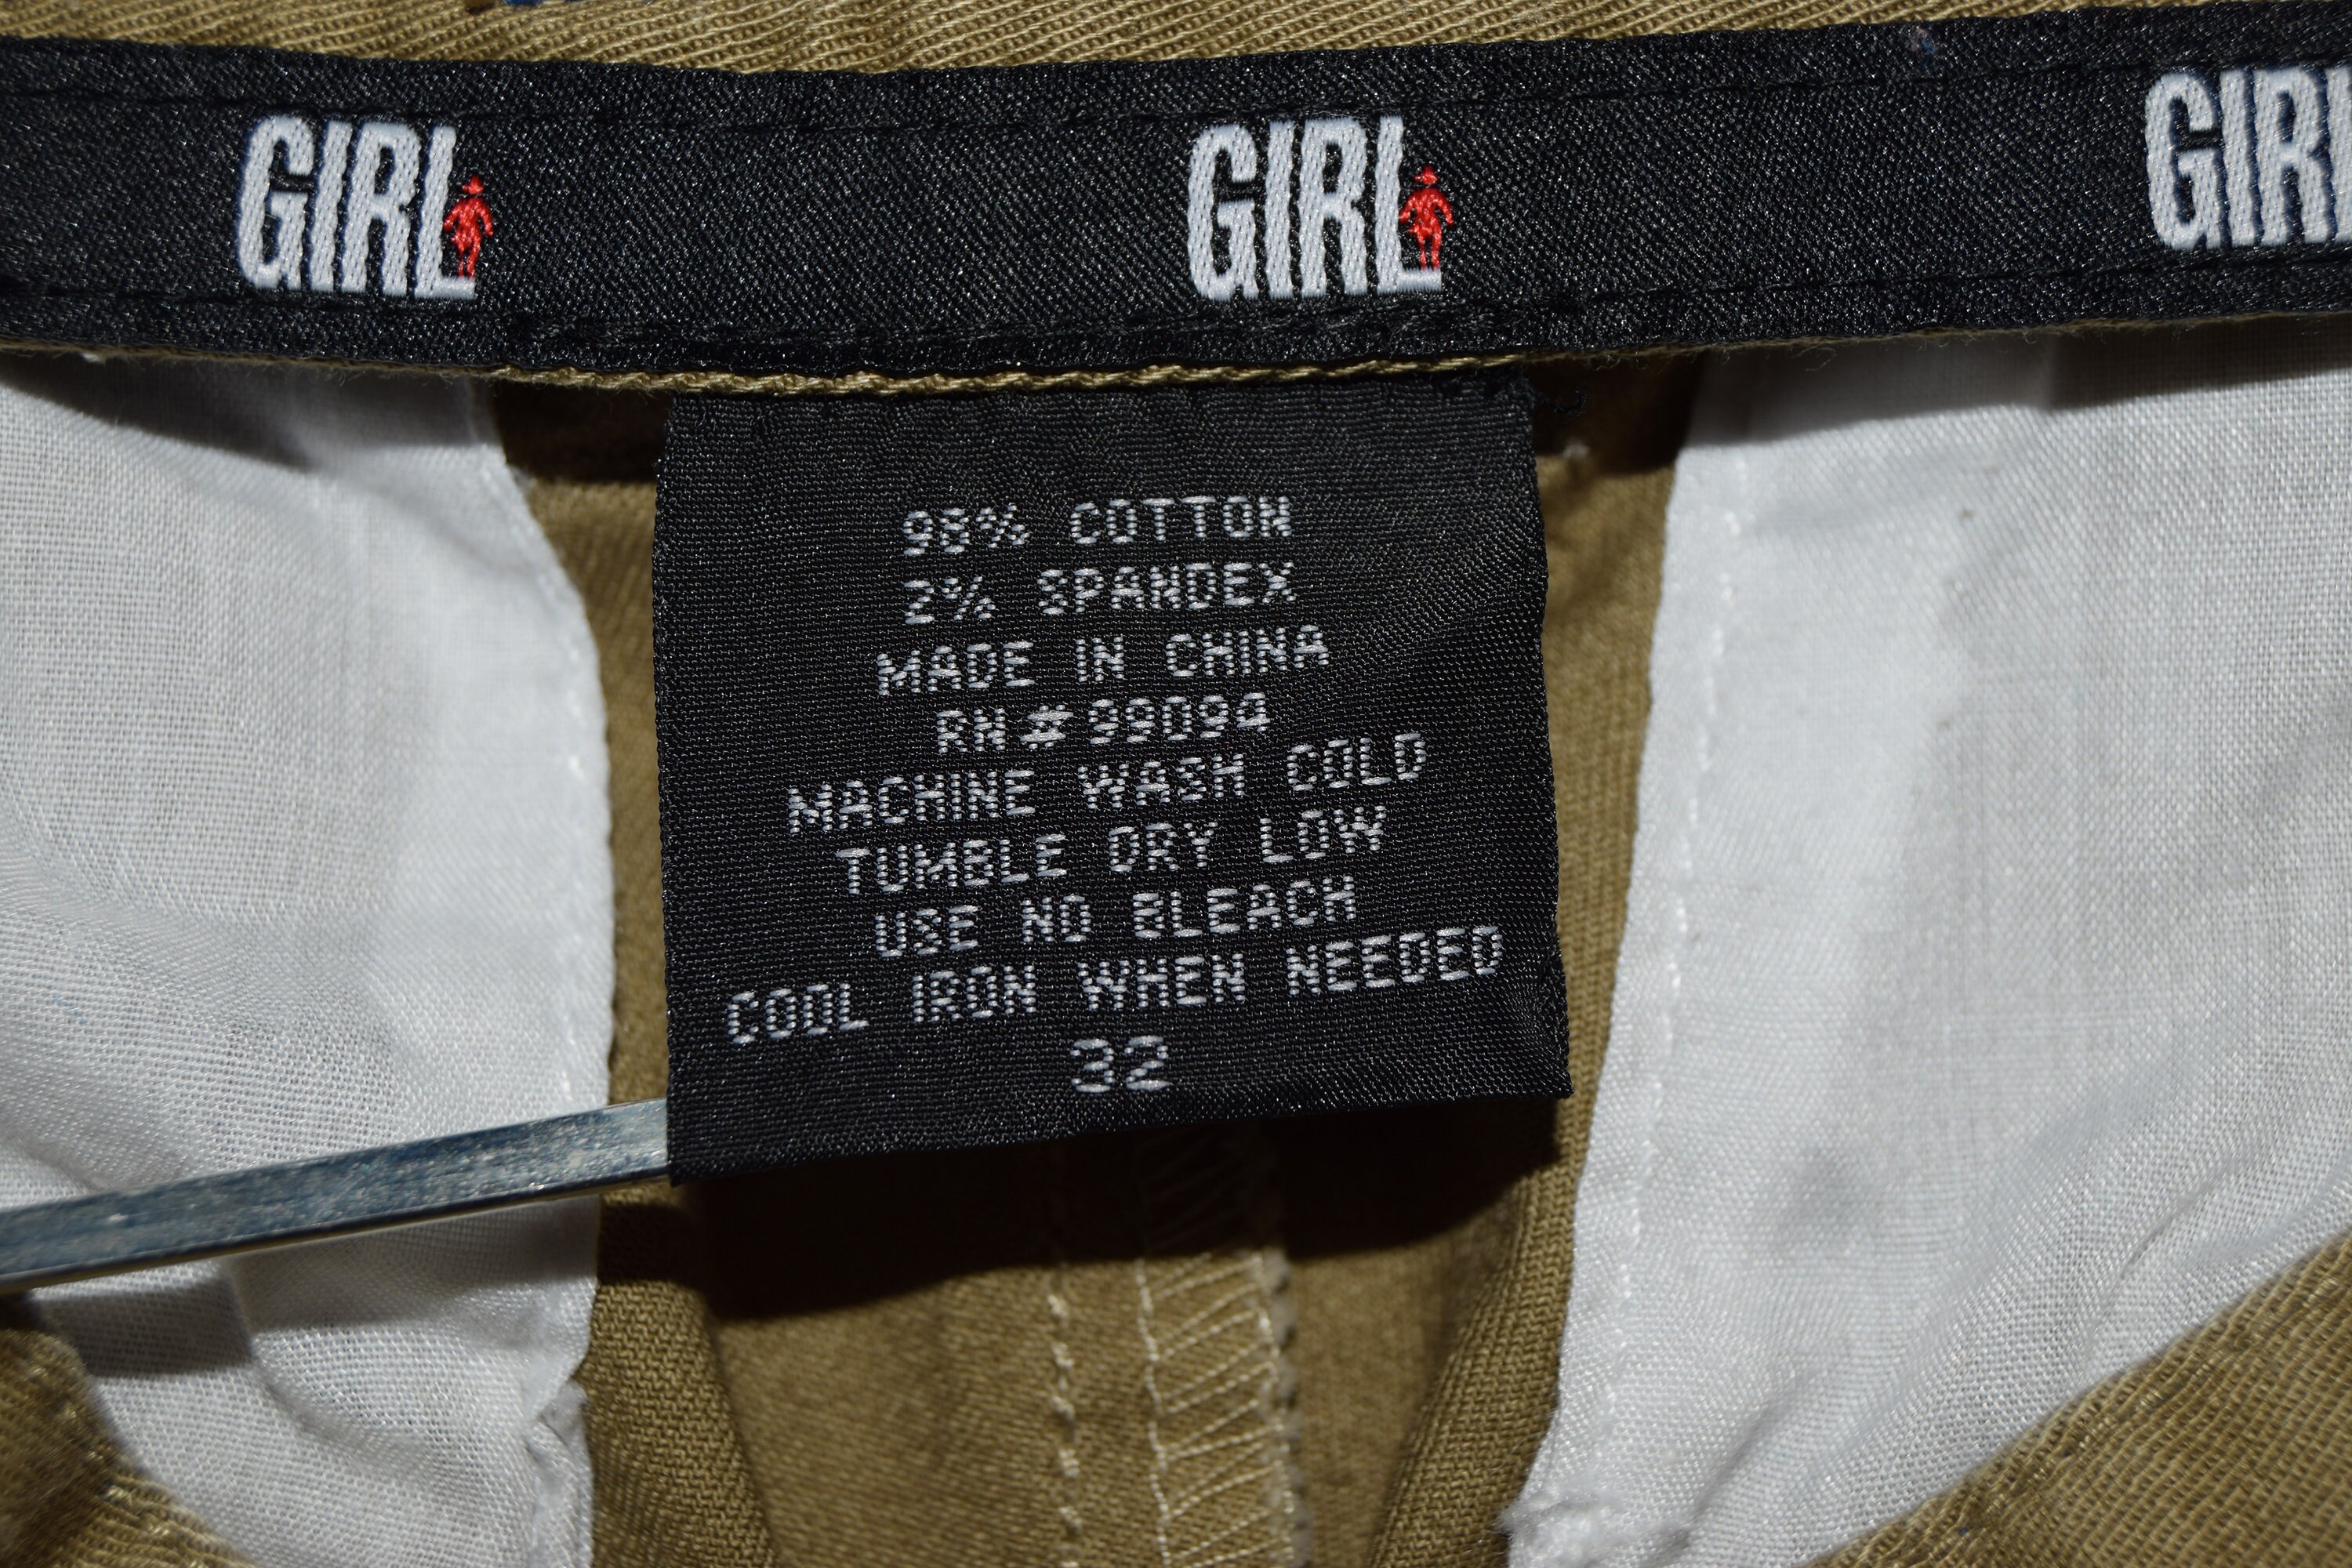 GIRL GIRL GIRL
98% COTTON
2% SPANDEX
MADE IN CHINA
RN#99094
MACHINE WASH COLD
TUMBLE DRY LOW
USE NO BLEACH
COOL IRON WHEN NEEDED
32